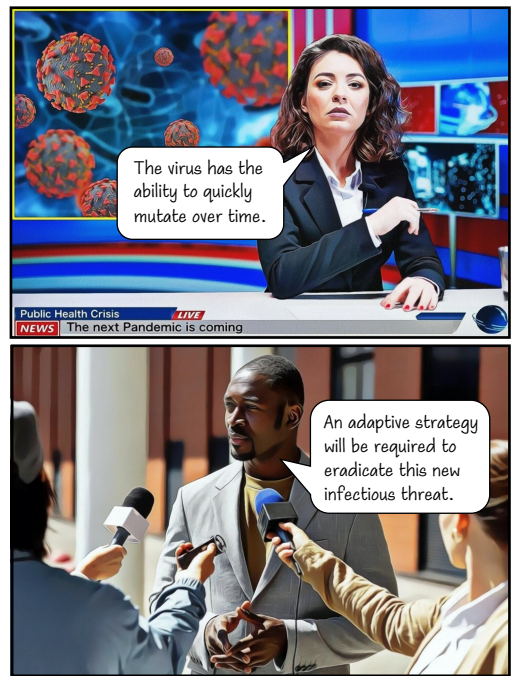 The virus has the
ability to quickly
mutate over time.
Public Health Crisis
LIVE
NEWS
The next Pandemic is coming
An adaptive strategy
will be required to
eradicate this new
infectious threat.